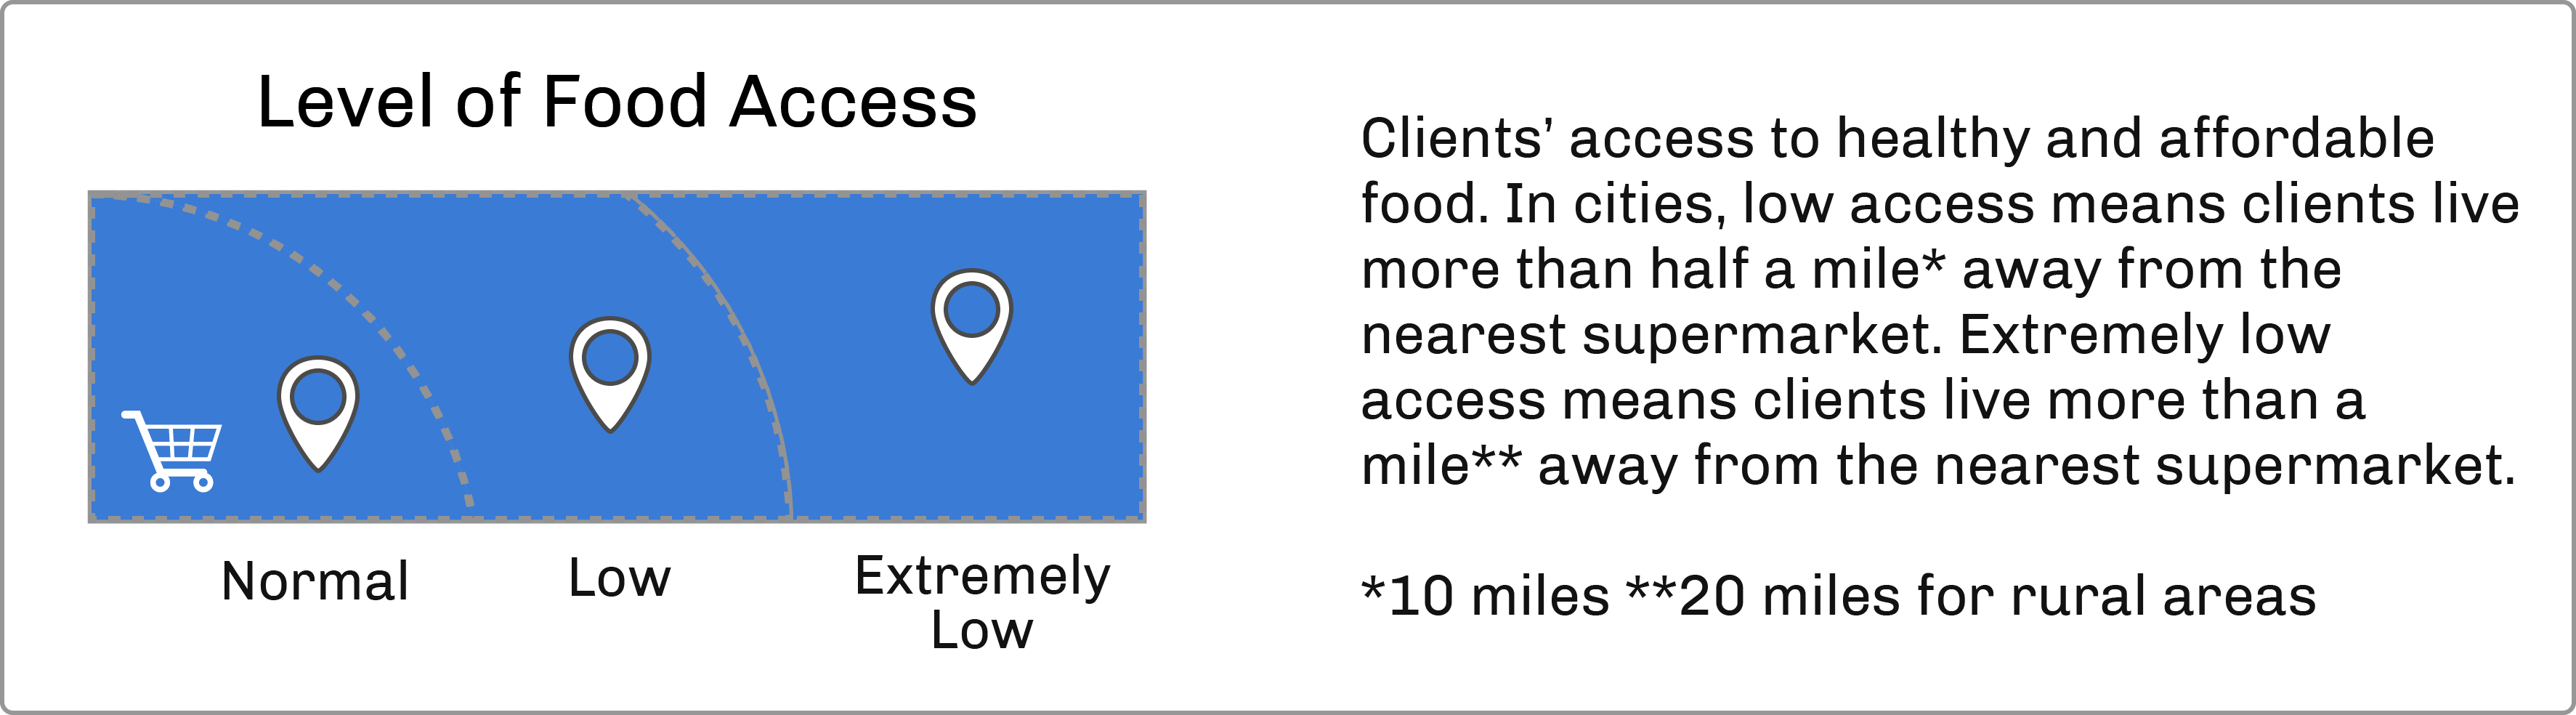 Level of Food Access
Normal
Low
Extremely
Low
Clients’ access to healthy and affordable
food. In cities, low access means clients live
more than half a mile* away from the
nearest supermarket. Extremely low
access means clients live more than a
mile** away from the nearest supermarket.
*10 miles **20 miles for rural areas